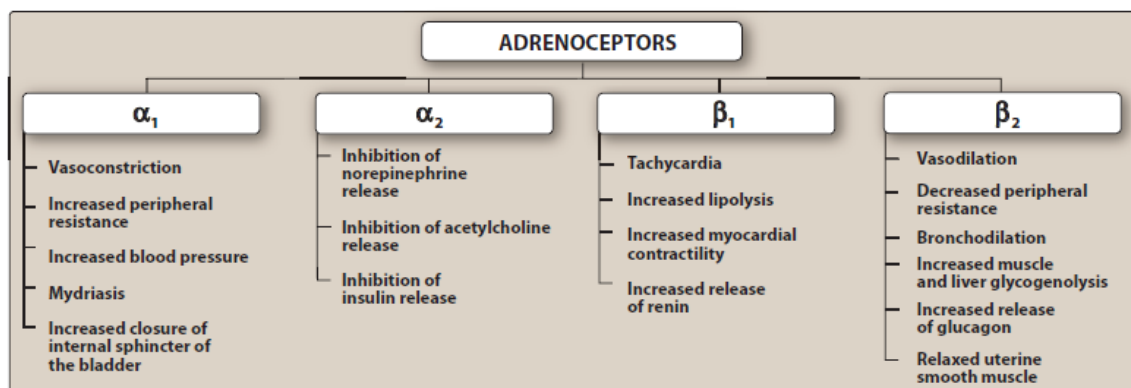 ADRENOCEPTORS
α₁
Vasoconstriction
Increased peripheral
resistance
Increased blood pressure
Mydriasis
Increased closure of
internal sphincter of
the bladder
α₂
Inhibition of
norepinephrine
release
Inhibition of acetylcholine
release
Inhibition of
insulin release
β₁
Tachycardia
Increased lipolysis
Increased myocardial
contractility
Increased release
of renin
β₂
Vasodilation
Decreased peripheral
resistance
Bronchodilation
Increased muscle
and liver glycogenolysis
Increased release
of glucagon
Relaxed uterine
smooth muscle